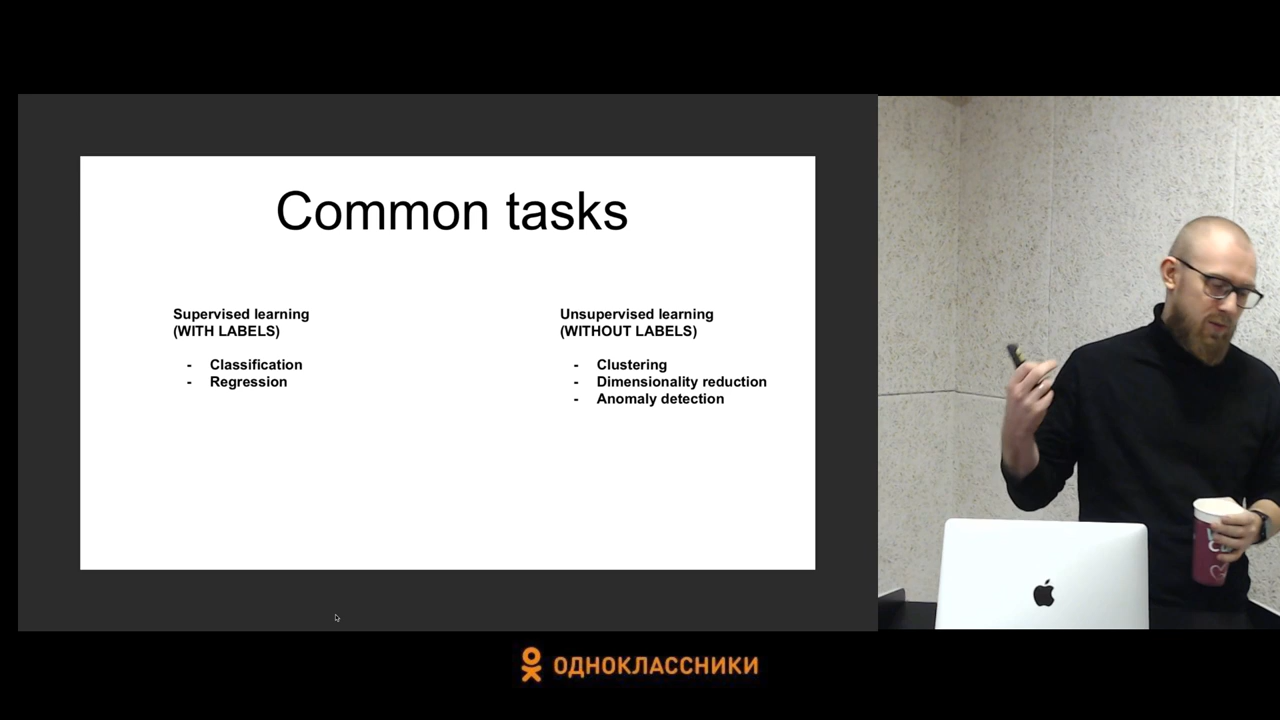 Common tasks
Supervised learning
(WITH LABELS)
- Classification
- Regression
Unsupervised learning
(WITHOUT LABELS)
- Clustering
- Dimensionality reduction
- Anomaly detection
ОДНОКЛАССНИКИ